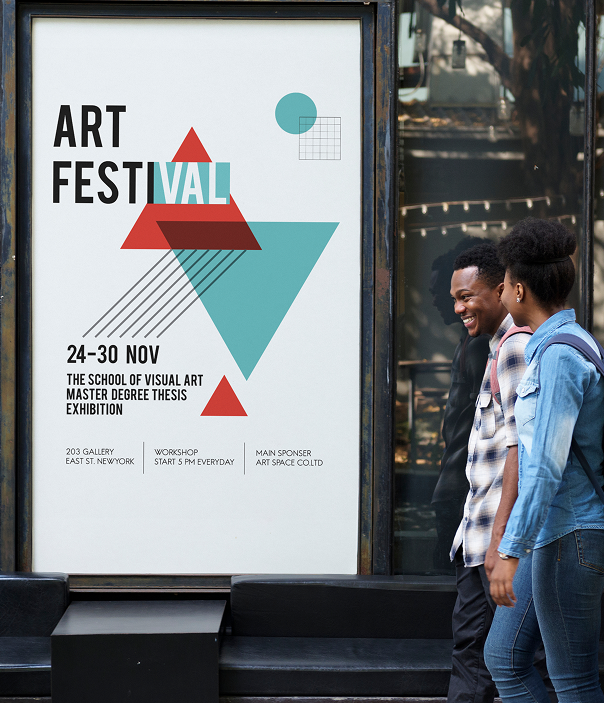 ART
FESTIVAL
24-30 NOV
THE SCHOOL OF VISUAL ART
MASTER DEGREE THESIS
EXHIBITION
203 GALLERY
EAST ST. NEWYORK
WORKSHOP
START 5 PM EVERYDAY
MAIN SPONSER
ART SPACE CO.LTD